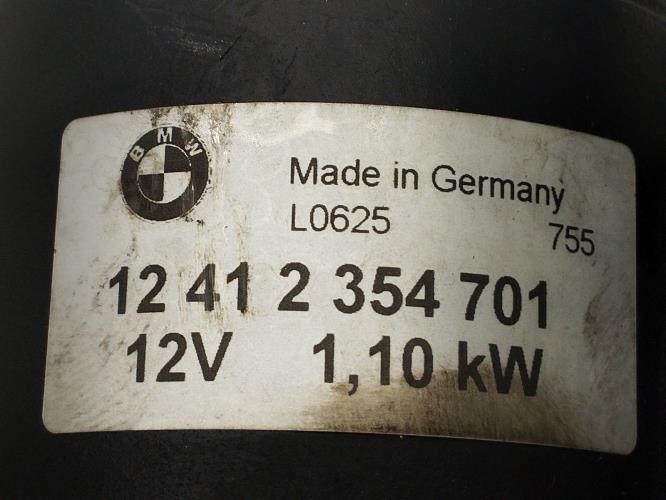 BMW
Made in Germany
L0625 755
12 41 2 354 701
12V 1,10 kW